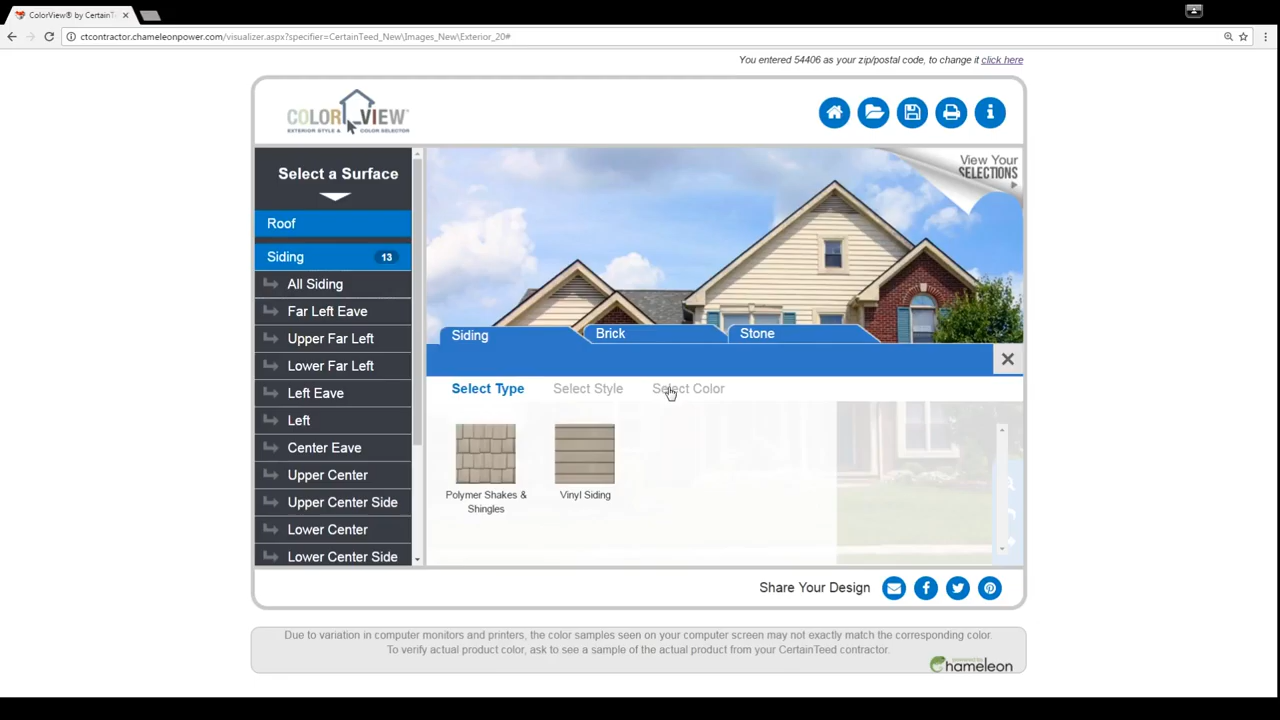 ColorView® by CertainT
ctcontractor.chameleonpower.com/visualizer.aspx?specifier=CertainTeed_New\Images_New\Exterior_20#
You entered 54406 as your zip/postal code, to change it click here
COLOR VIEW
EXTERIOR STYLE & COLOR SELECTOR
View Your
SELECTIONS
Select a Surface
Roof
Siding 13
All Siding
Far Left Eave
Upper Far Left
Lower Far Left
Left Eave
Left
Center Eave
Upper Center
Upper Center Side
Lower Center
Lower Center Side
Siding Brick Stone
Select Type Select Style Select Color
Polymer Shakes &
Shingles
Vinyl Siding
Share Your Design
Due to variation in computer monitors and printers, the color samples seen on your computer screen may not exactly match the corresponding color.
To verify actual product color, ask to see a sample of the actual product from your CertainTeed contractor.
Chameleon